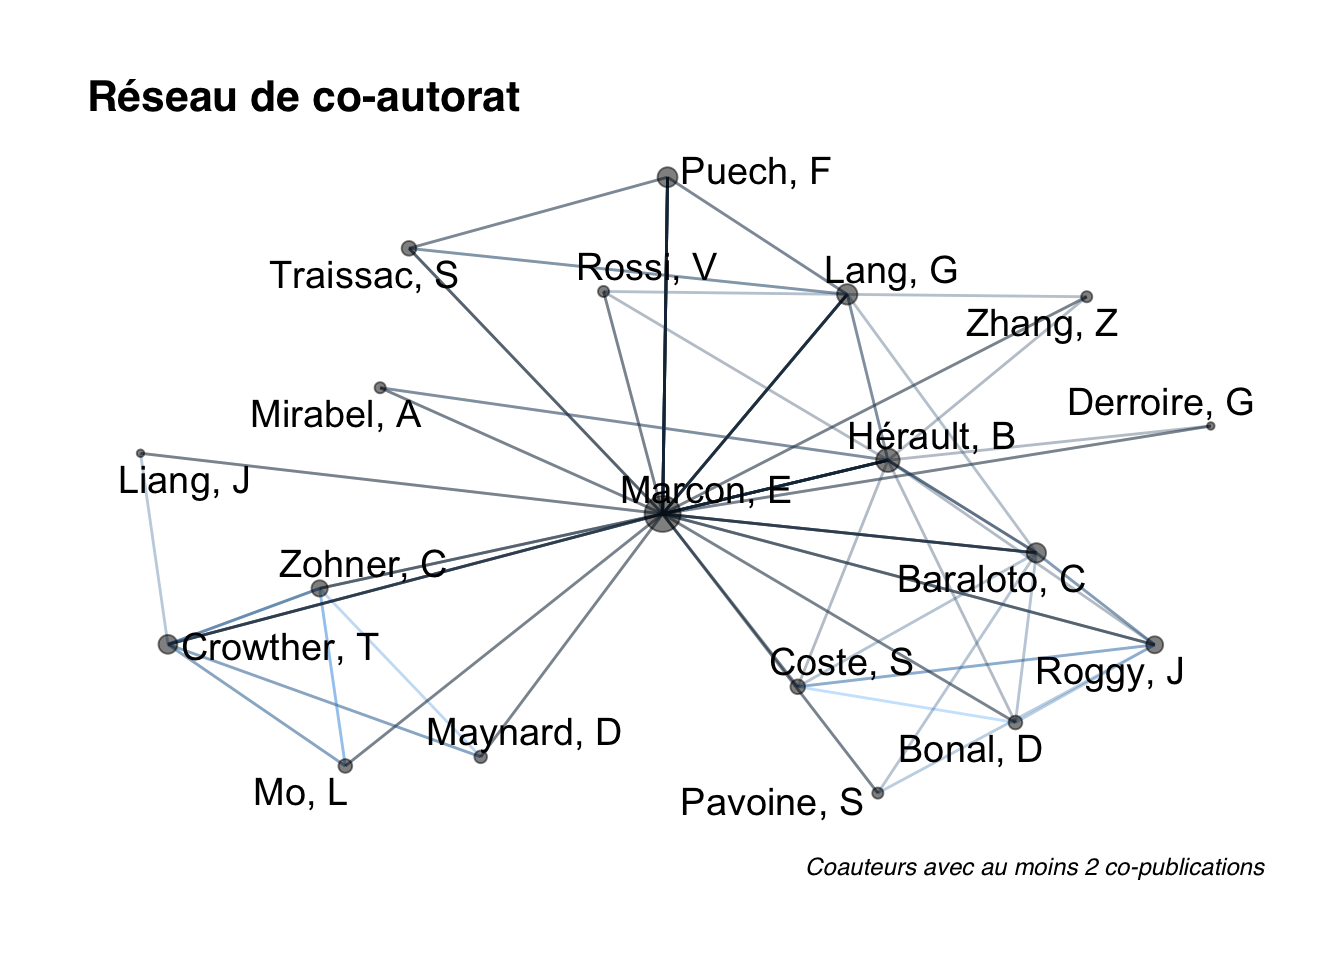 Réseau de co-autorat
Puech, F
Traissac, S
Rossi, V
Lang, G
Zhang, Z
Mirabel, A
Derroire, G
Hérault, B
Liang, J
Marcon, E
Zohner, C
Baraloto, C
Crowther, T
Coste, S
Roggy, J
Maynard, D
Bonal, D
Mo, L
Pavoine, S
Coauteurs avec au moins 2 co-publications